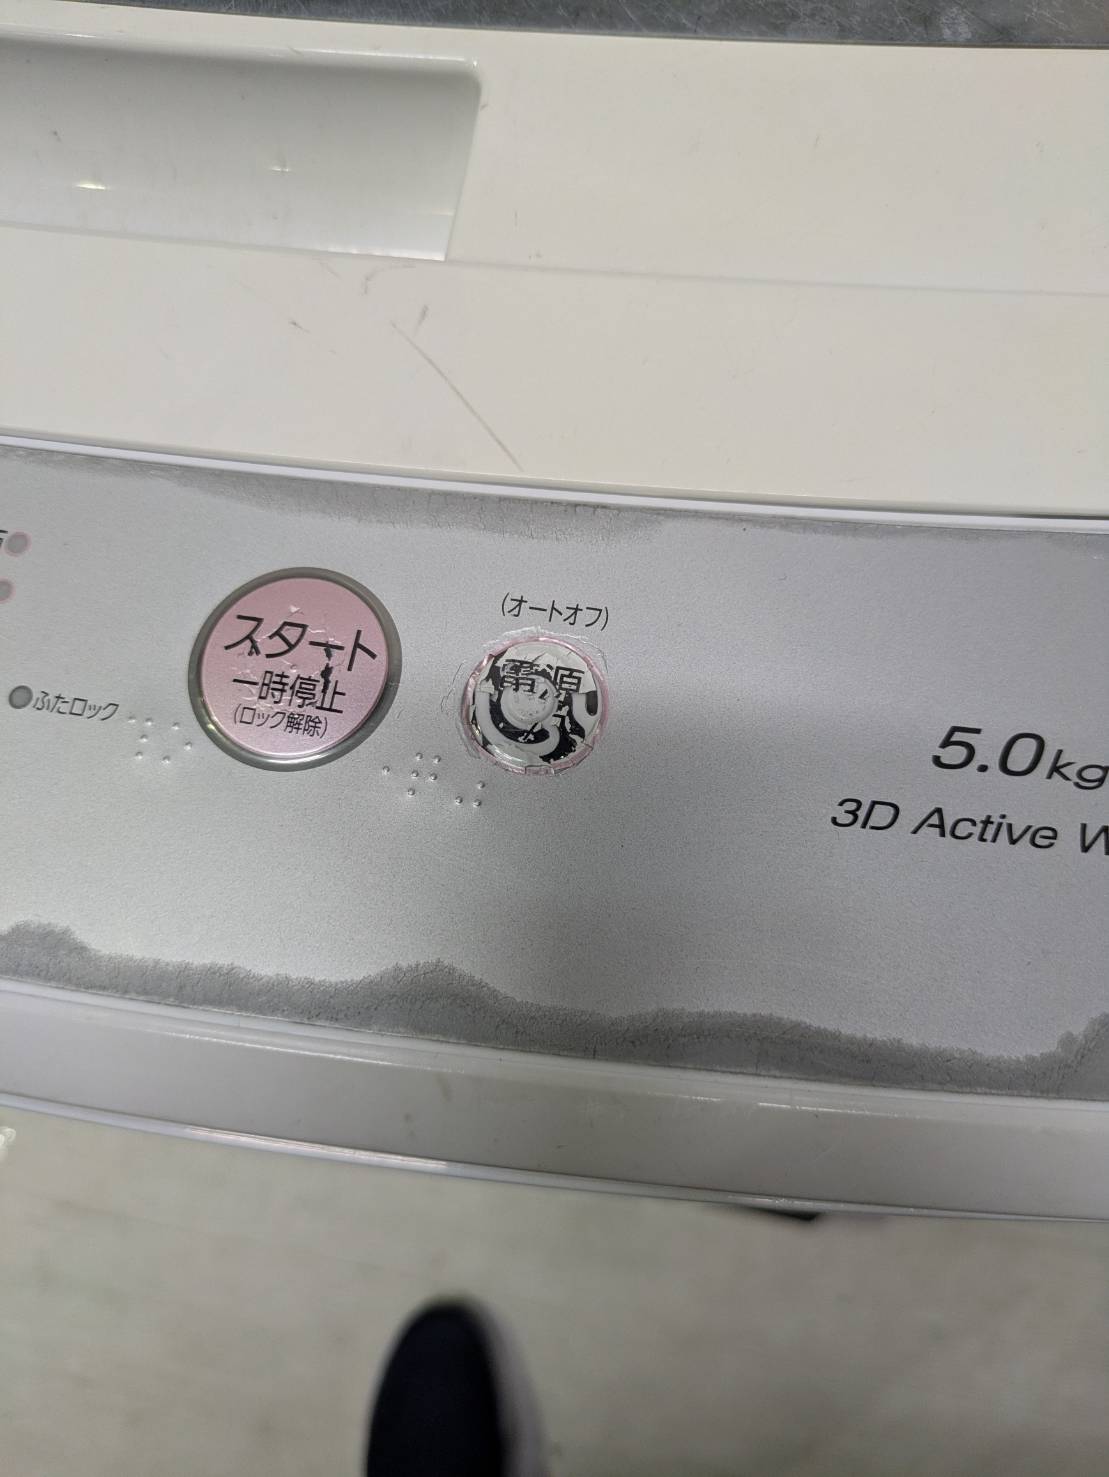 (オートオフ)
スタート
一時停止
(ロック解除)
電源
ふたロック
5.0kg
3D Active